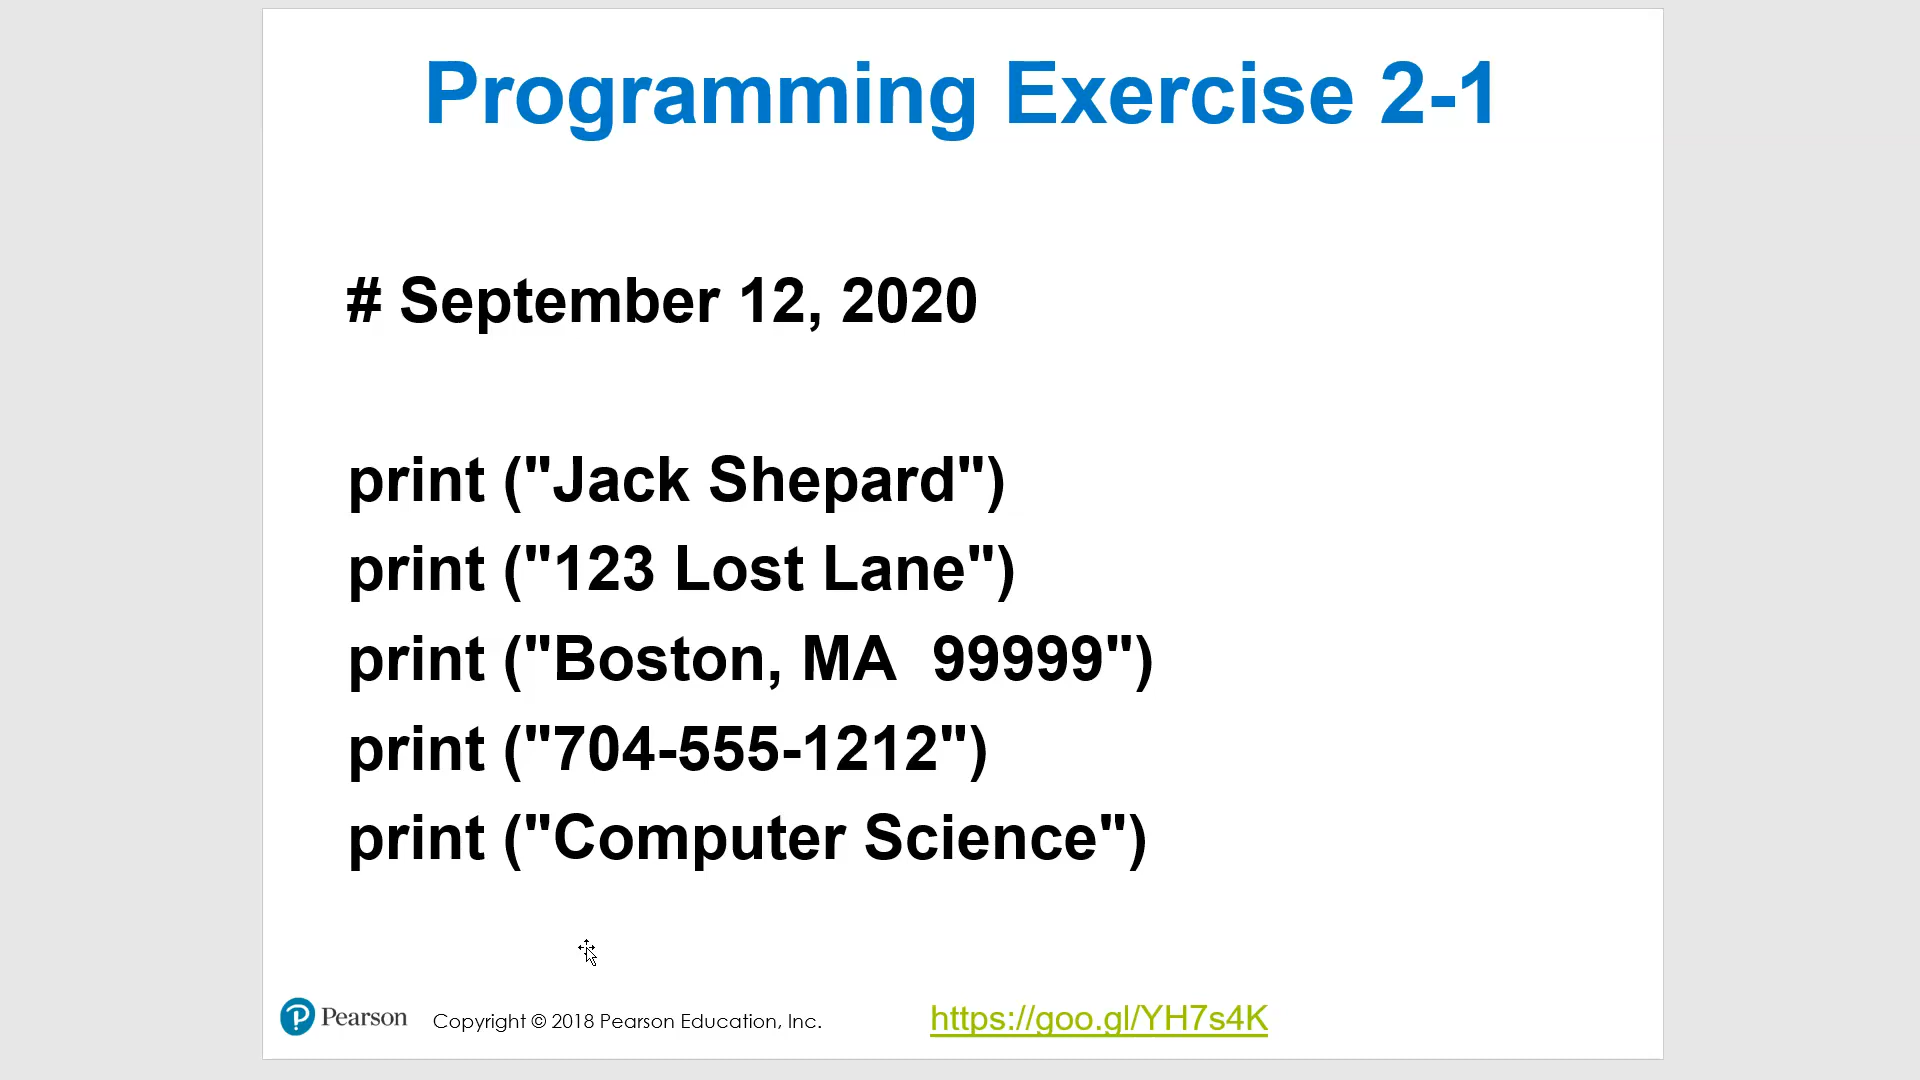 Programming Exercise 2-1
# September 12, 2020
print ("Jack Shepard")
print ("123 Lost Lane")
print ("Boston, MA  99999")
print ("704-555-1212")
print ("Computer Science")
Pearson
Copyright © 2018 Pearson Education, Inc.
https://goo.gl/YH7s4K